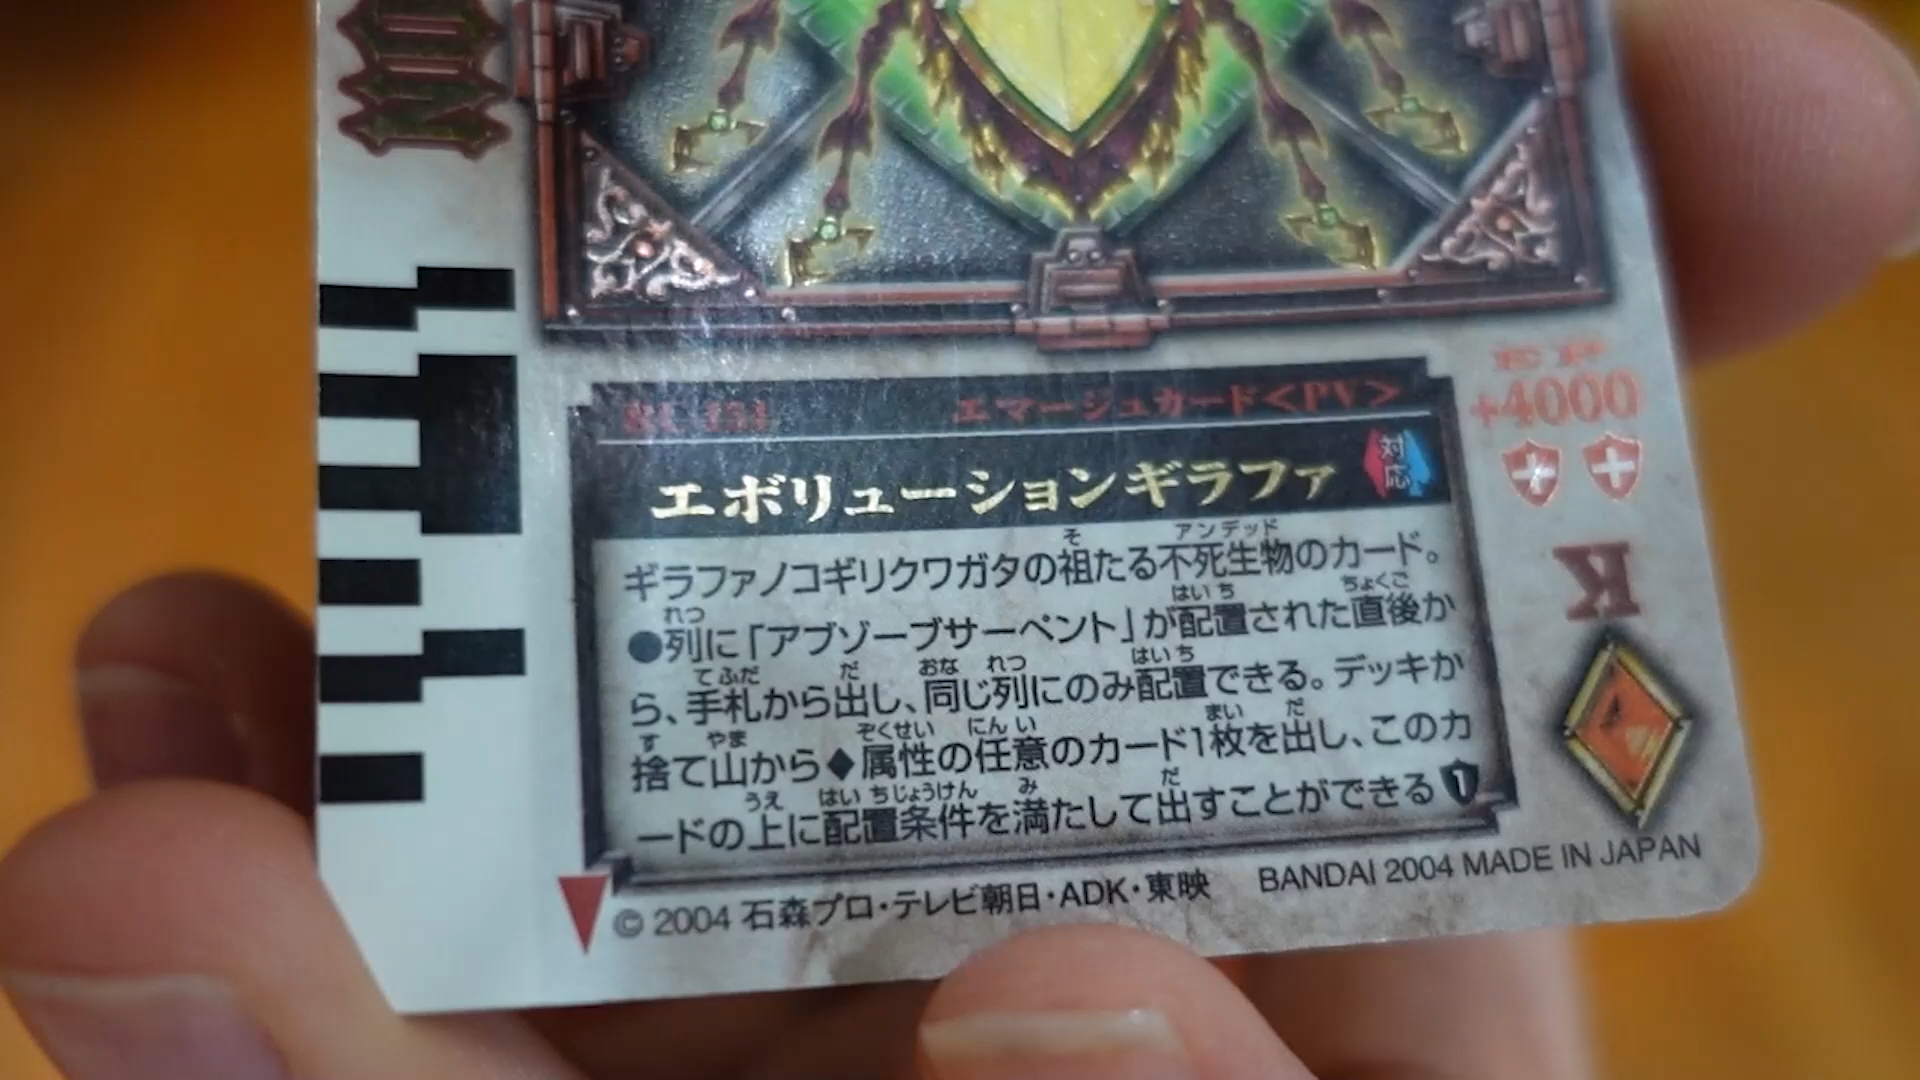 エマージュカード<PV>
EP
+4000
エボリューションギラファ
対応
ギラファノコギリクワガタの祖たる不死生物のカード。
●列に「アブゾーブサーペント」が配置された直後か
ら、手札から出し、同じ列にのみ配置できる。デッキか
捨て山から◆属性の任意のカード1枚を出し、このカ
ードの上に配置条件を満たして出すことができる 1
K
© 2004 石森プロ・テレビ朝日・ADK・東映 BANDAI 2004 MADE IN JAPAN